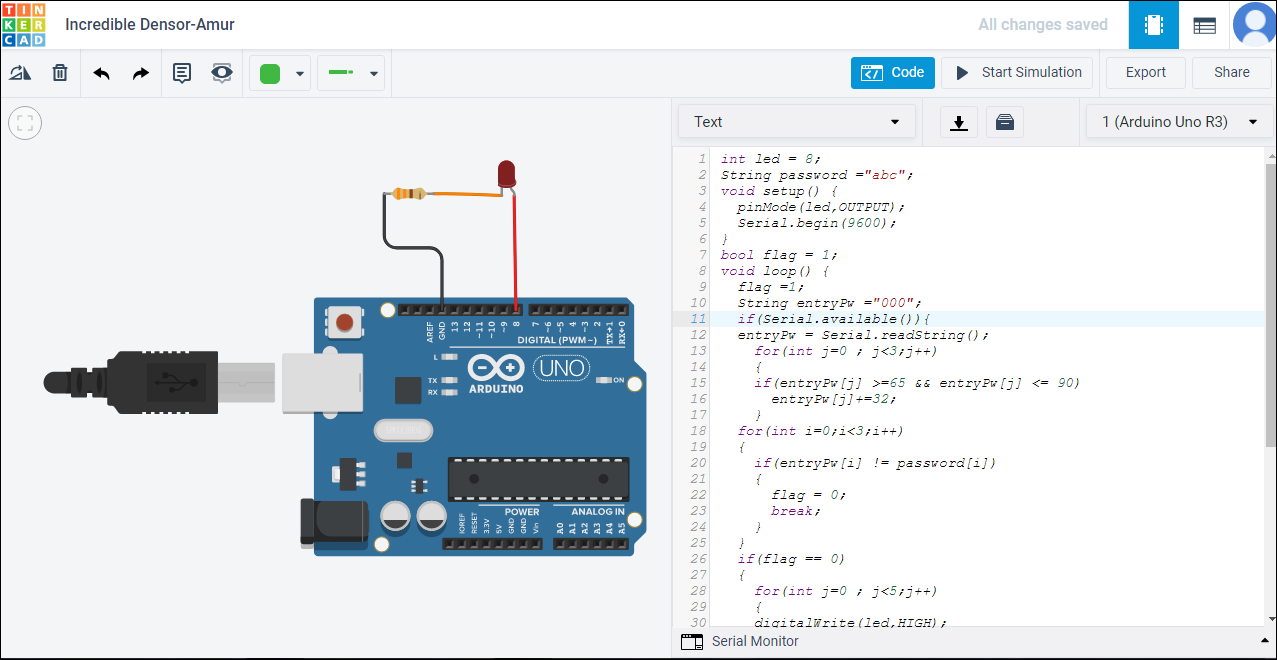 TIN
KER
CAD
Incredible Densor-Amur
All changes saved
Code
Start Simulation
Export
Share
Text
1 (Arduino Uno R3)
AREF
GND
13
12
~11
~10
~9
8
7
~6
~5
4
~3
2
TX→1
RX←0
DIGITAL (PWM~)
L
TX
RX
UNO
ON
ARDUINO
POWER
ANALOG IN
IOREF
RESET
3.3V
5V
GND
GND
Vin
A0
A1
A2
A3
A4
A5
1 int led = 8;
2 String password ="abc";
3 void setup() {
4 pinMode(led,OUTPUT);
5 Serial.begin(9600);
6 }
7 bool flag = 1;
8 void loop() {
9 flag =1;
10 String entryPw ="000";
11 if(Serial.available()){
12 entryPw = Serial.readString();
13 for(int j=0 ; j<3;j++)
14 {
15 if(entryPw[j] >=65 && entryPw[j] <= 90)
16 entryPw[j]+=32;
17 }
18 for(int i=0;i<3;i++)
19 {
20 if(entryPw[i] != password[i])
21 {
22 flag = 0;
23 break;
24 }
25 }
26 if(flag == 0)
27 {
28 for(int j=0 ; j<5;j++)
29 {
30 digitalWrite(led,HIGH);
Serial Monitor